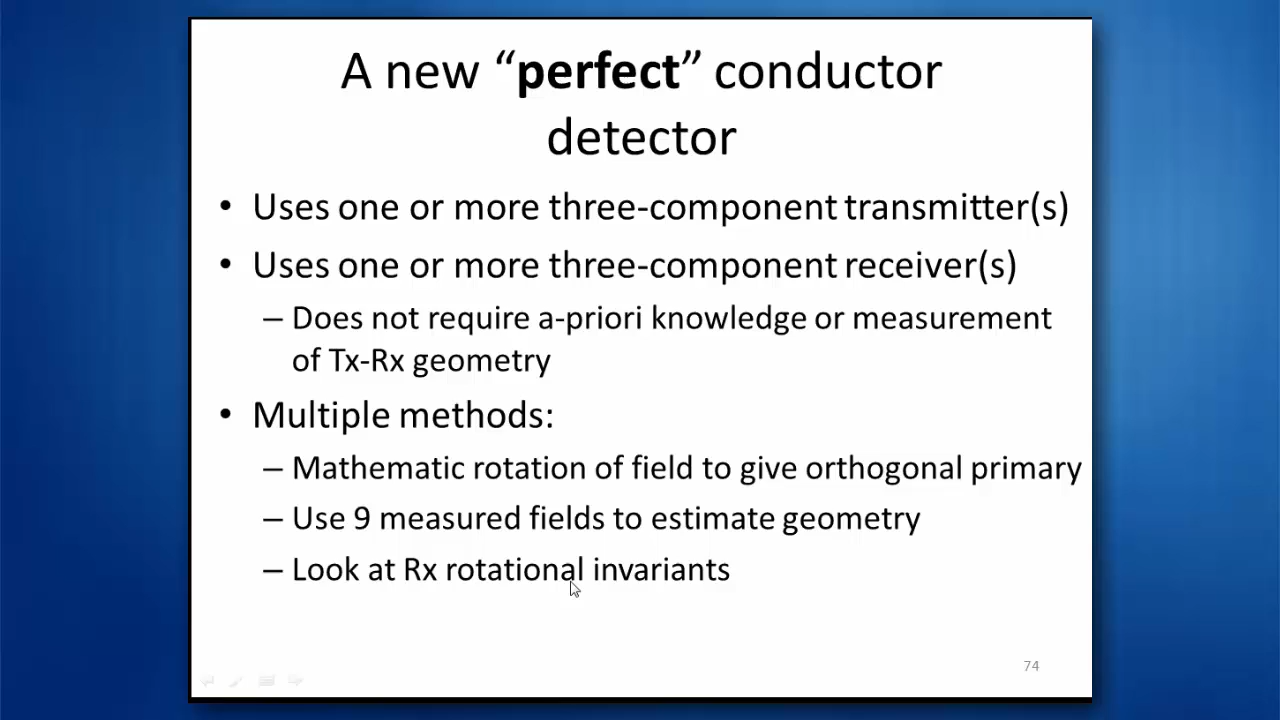 A new “perfect” conductor
detector
• Uses one or more three-component transmitter(s)
• Uses one or more three-component receiver(s)
– Does not require a-priori knowledge or measurement
of Tx-Rx geometry
• Multiple methods:
– Mathematic rotation of field to give orthogonal primary
– Use 9 measured fields to estimate geometry
– Look at Rx rotational invariants
74